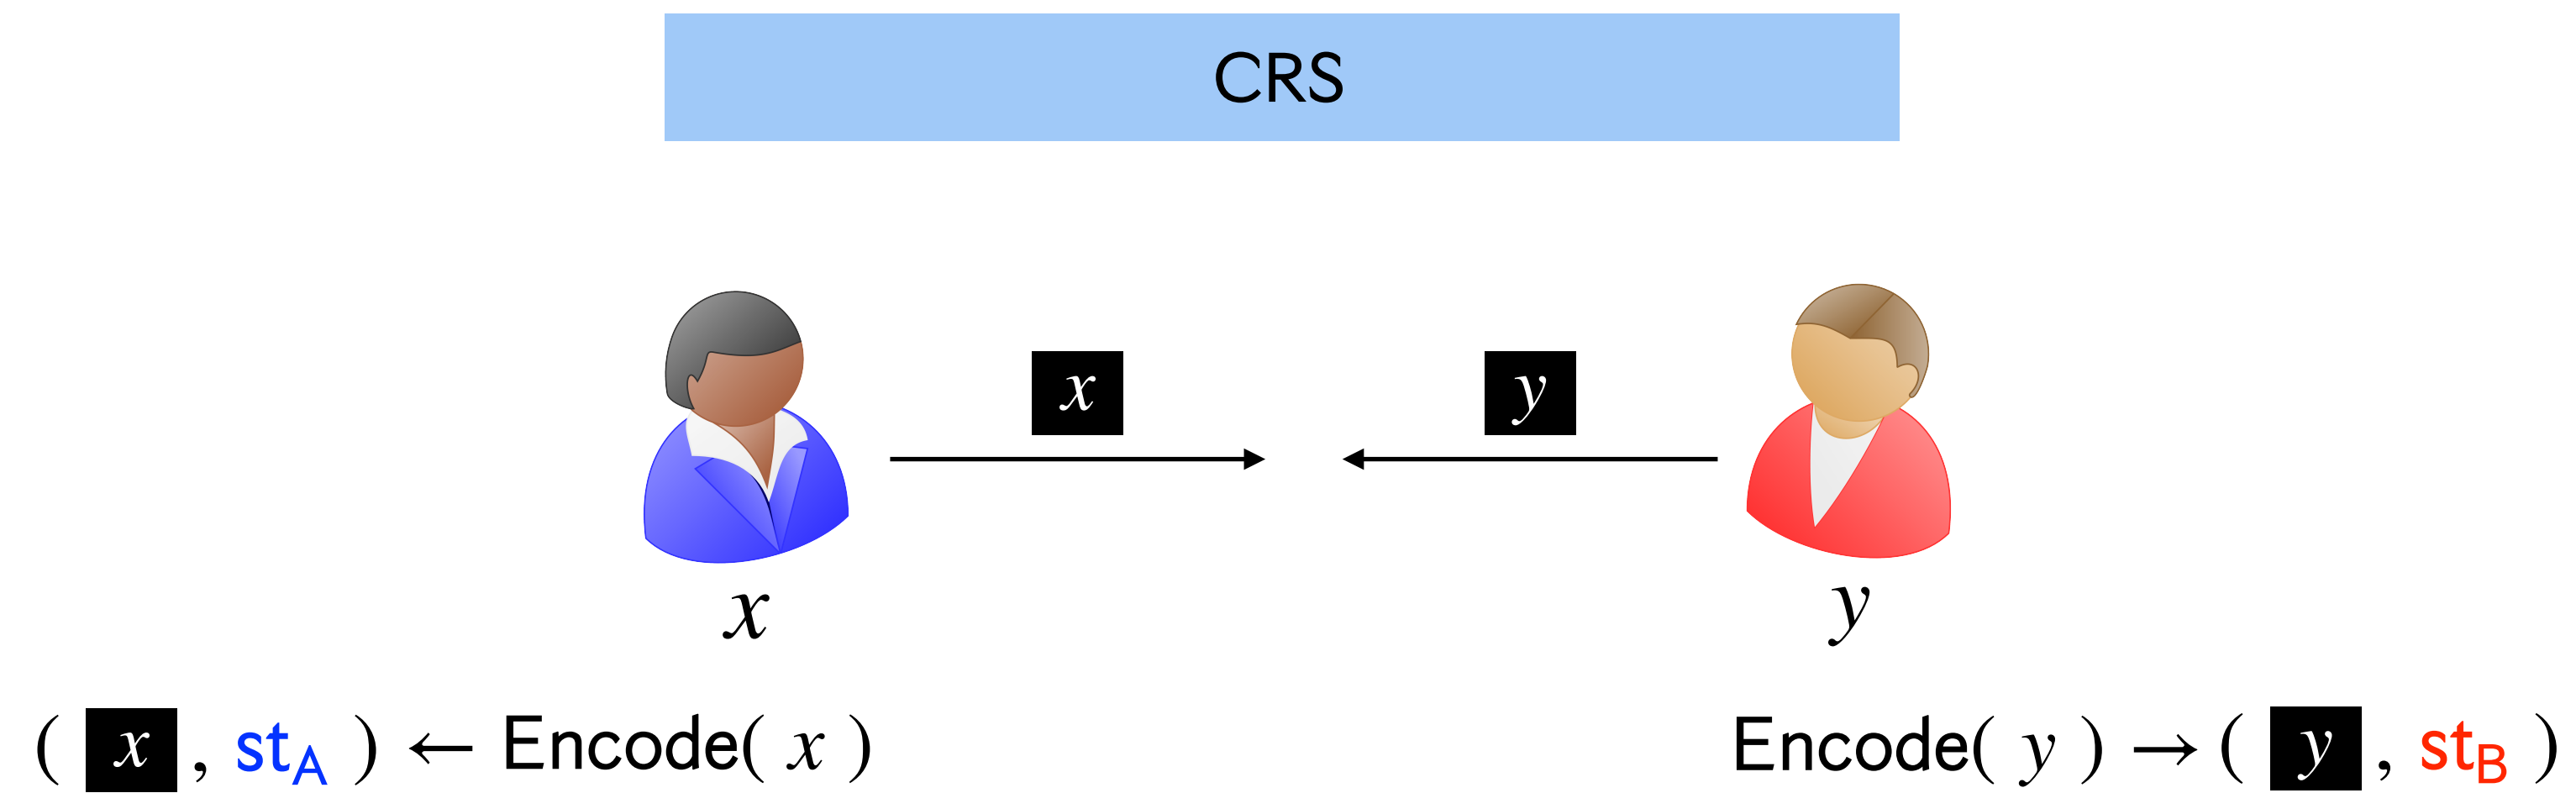 CRS
x y
x y
( x , stA ) ← Encode( x ) Encode( y ) → ( y , stB )